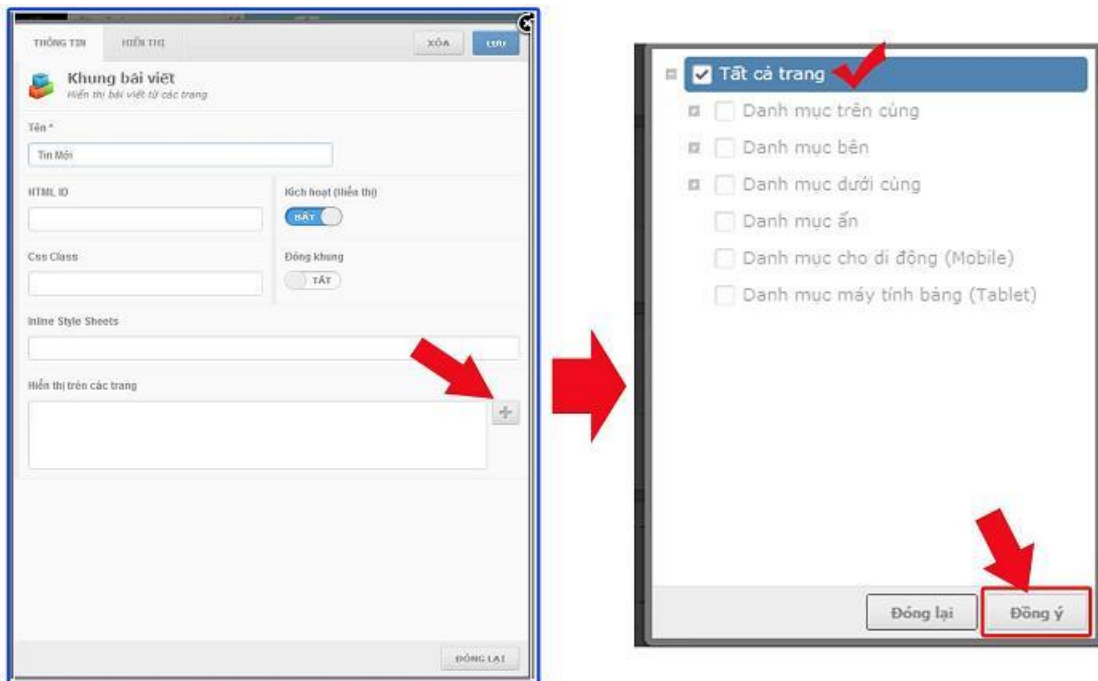 THÔNG TIN
HIỂN THỊ
XÓA
LƯU
Khung bài viết
Hiển thị bài viết từ các trang
Tên *
Tin Mới
HTML ID
Kích hoạt (Hiển thị)
BẬT
Css Class
Đóng khung
TẮT
Inline Style Sheets
Hiển thị trên các trang
ĐÓNG LẠI
Tất cả trang
Danh mục trên cùng
Danh mục bên
Danh mục dưới cùng
Danh mục ẩn
Danh mục cho di động (Mobile)
Danh mục máy tính bảng (Tablet)
Đóng lại
Đồng ý